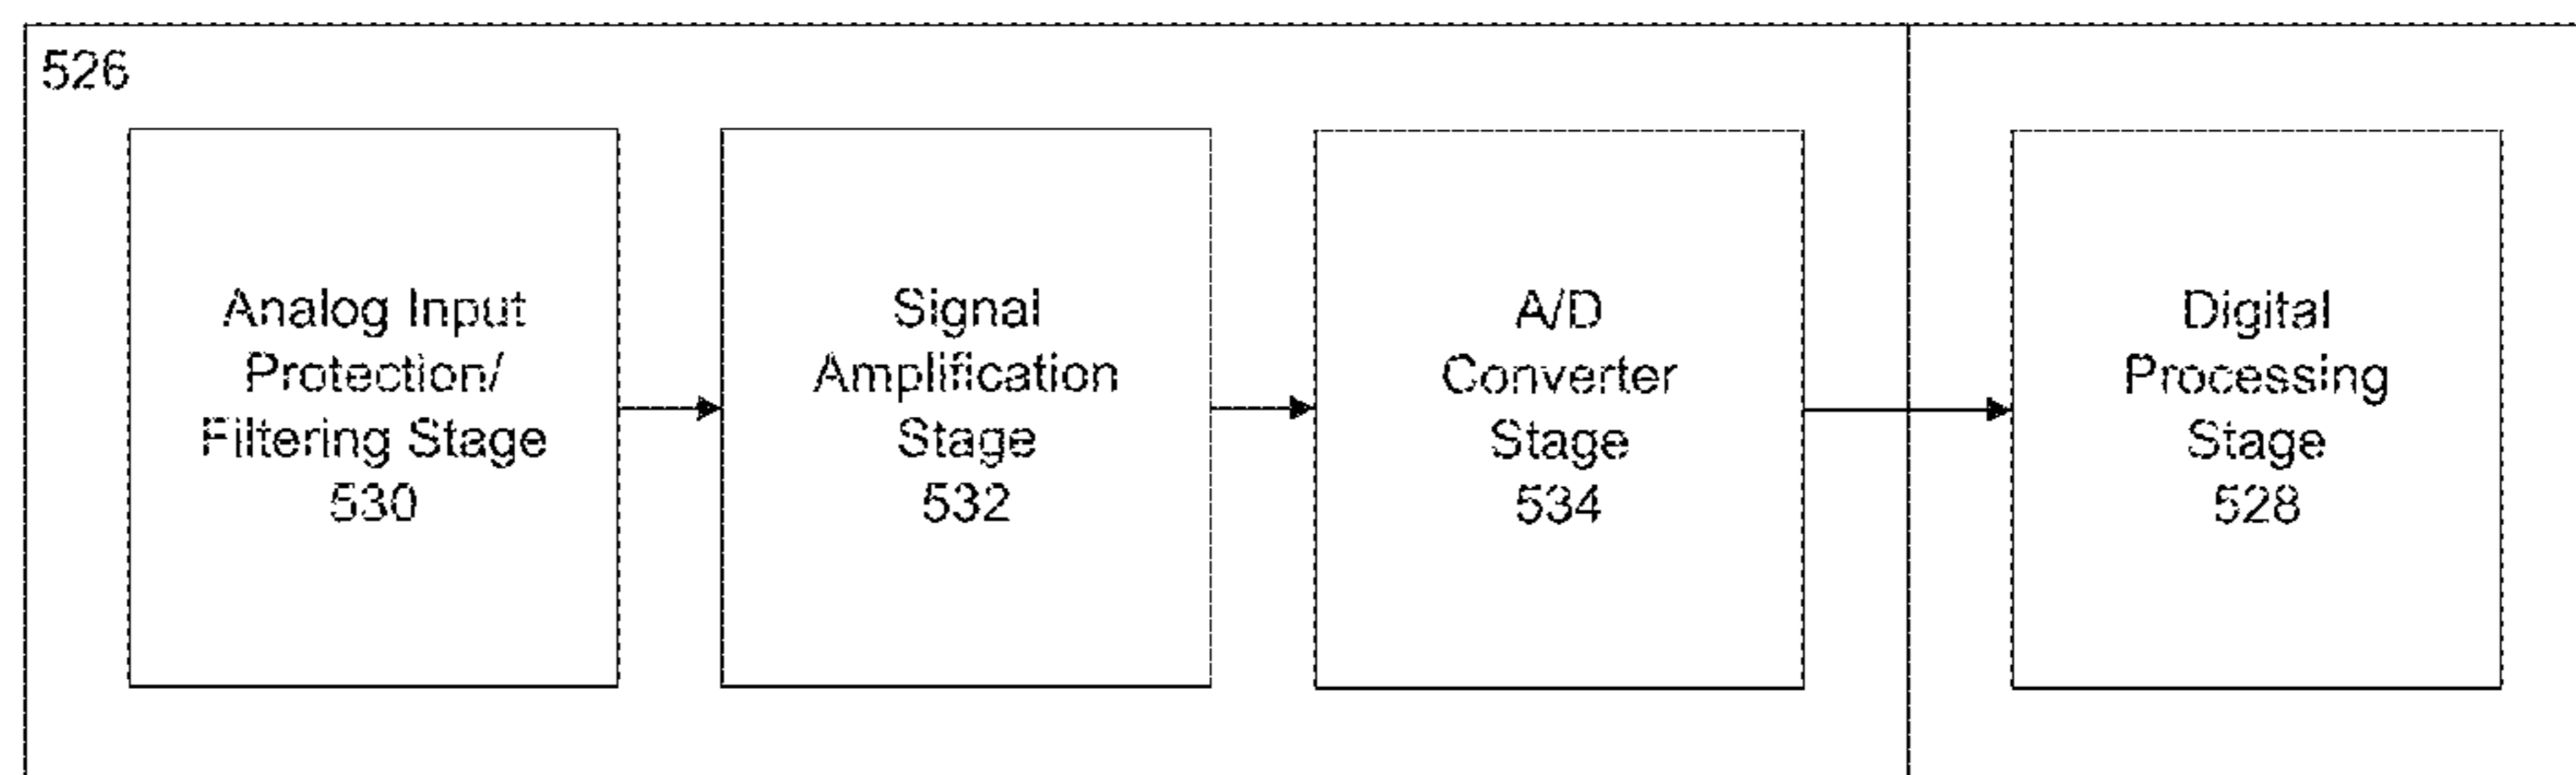 526
Analog Input
Protection/
Filtering Stage
530
Signal
Amplification
Stage
532
A/D
Converter
Stage
534
Digital
Processing
Stage
528